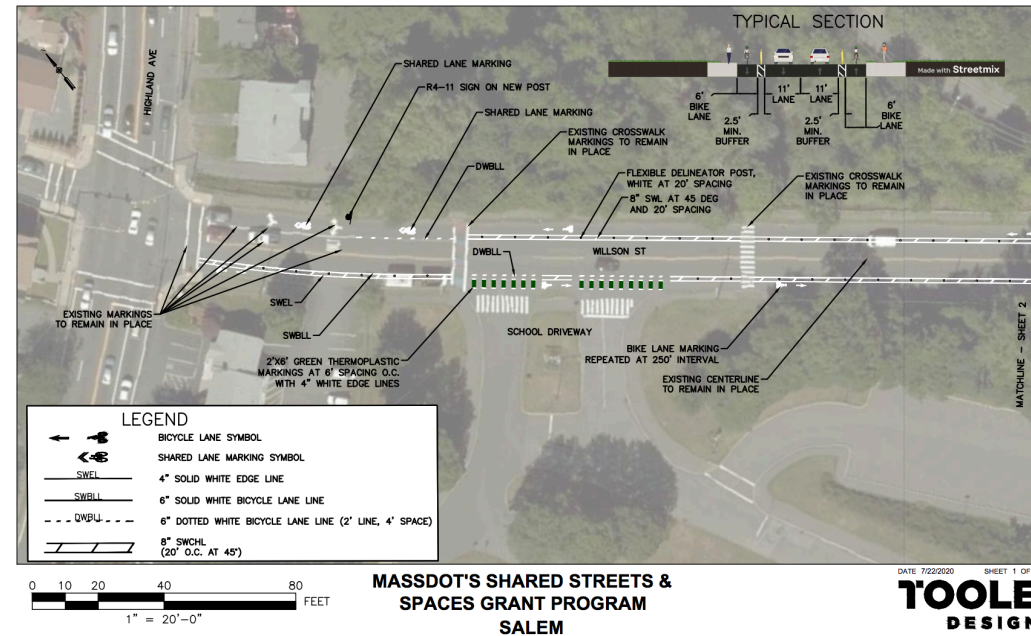 TYPICAL SECTION
Made with Streetmix
6'
BIKE
LANE
2.5'
MIN.
BUFFER
11'
LANE
11'
LANE
2.5'
MIN.
BUFFER
6'
BIKE
LANE
HIGHLAND AVE
SHARED LANE MARKING
R4-11 SIGN ON NEW POST
SHARED LANE MARKING
EXISTING CROSSWALK
MARKINGS TO REMAIN
IN PLACE
DWBLL
FLEXIBLE DELINEATOR POST,
WHITE AT 20' SPACING
8" SWL AT 45 DEG
AND 20' SPACING
EXISTING CROSSWALK
MARKINGS TO REMAIN
IN PLACE
DWBLL
WILLSON ST
SWEL
EXISTING MARKINGS
TO REMAIN IN PLACE
SWBLL
SCHOOL DRIVEWAY
2'X6' GREEN THERMOPLASTIC
MARKINGS AT 6' SPACING O.C.
WITH 4" WHITE EDGE LINES
BIKE LANE MARKING
REPEATED AT 250' INTERVAL
EXISTING CENTERLINE
TO REMAIN IN PLACE
MATCHLINE - SHEET 2
LEGEND
BICYCLE LANE SYMBOL
SHARED LANE MARKING SYMBOL
SWEL
4" SOLID WHITE EDGE LINE
SWBLL
6" SOLID WHITE BICYCLE LANE LINE
DWBLL
6" DOTTED WHITE BICYCLE LANE LINE (2' LINE, 4' SPACE)
8" SWCHL
(20' O.C. AT 45°)
0 10 20 40 80
FEET
1" = 20'-0"
MASSDOT'S SHARED STREETS &
SPACES GRANT PROGRAM
SALEM
DATE 7/22/2020 SHEET 1 OF
TOOLE
DESIGN